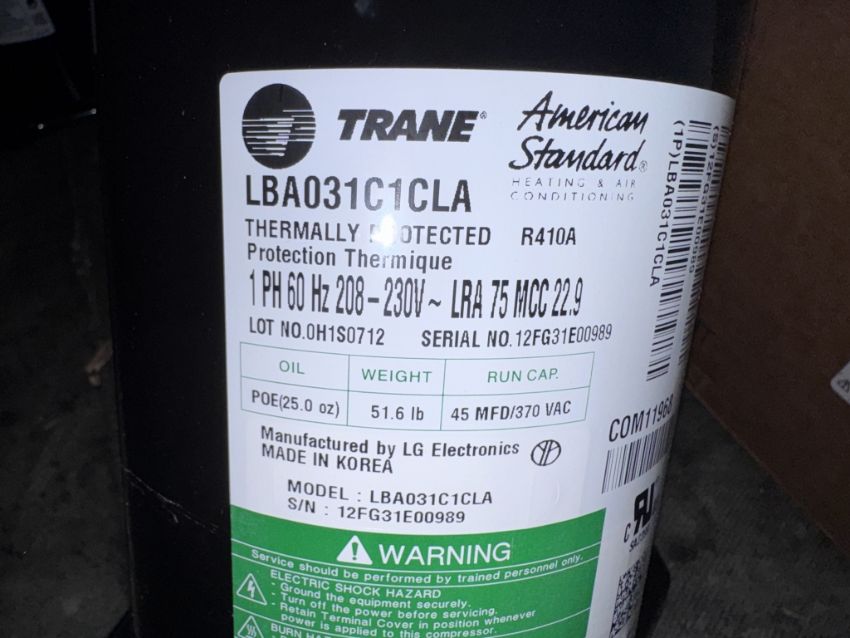 TRANE®
American
Standard®
HEATING & AIR
CONDITIONING
LBA031C1CLA
THERMALLY PROTECTED R410A
Protection Thermique
1 PH 60 Hz 208-230V~ LRA 75 MCC 22.9
LOT NO.0H1S0712 SERIAL NO.12FG31E00989
OIL WEIGHT RUN CAP.
POE(25.0 oz) 51.6 lb 45 MFD/370 VAC
Manufactured by LG Electronics
MADE IN KOREA
MODEL : LBA031C1CLA
S/N : 12FG31E00989
(1P)LBA031C1CLA
COM11968
WARNING
Service should be performed by trained personnel only.
ELECTRIC SHOCK HAZARD
- Ground the equipment securely.
- Turn off the power before servicing.
- Retain Terminal Cover in position whenever
power is applied to this compressor.
BURN